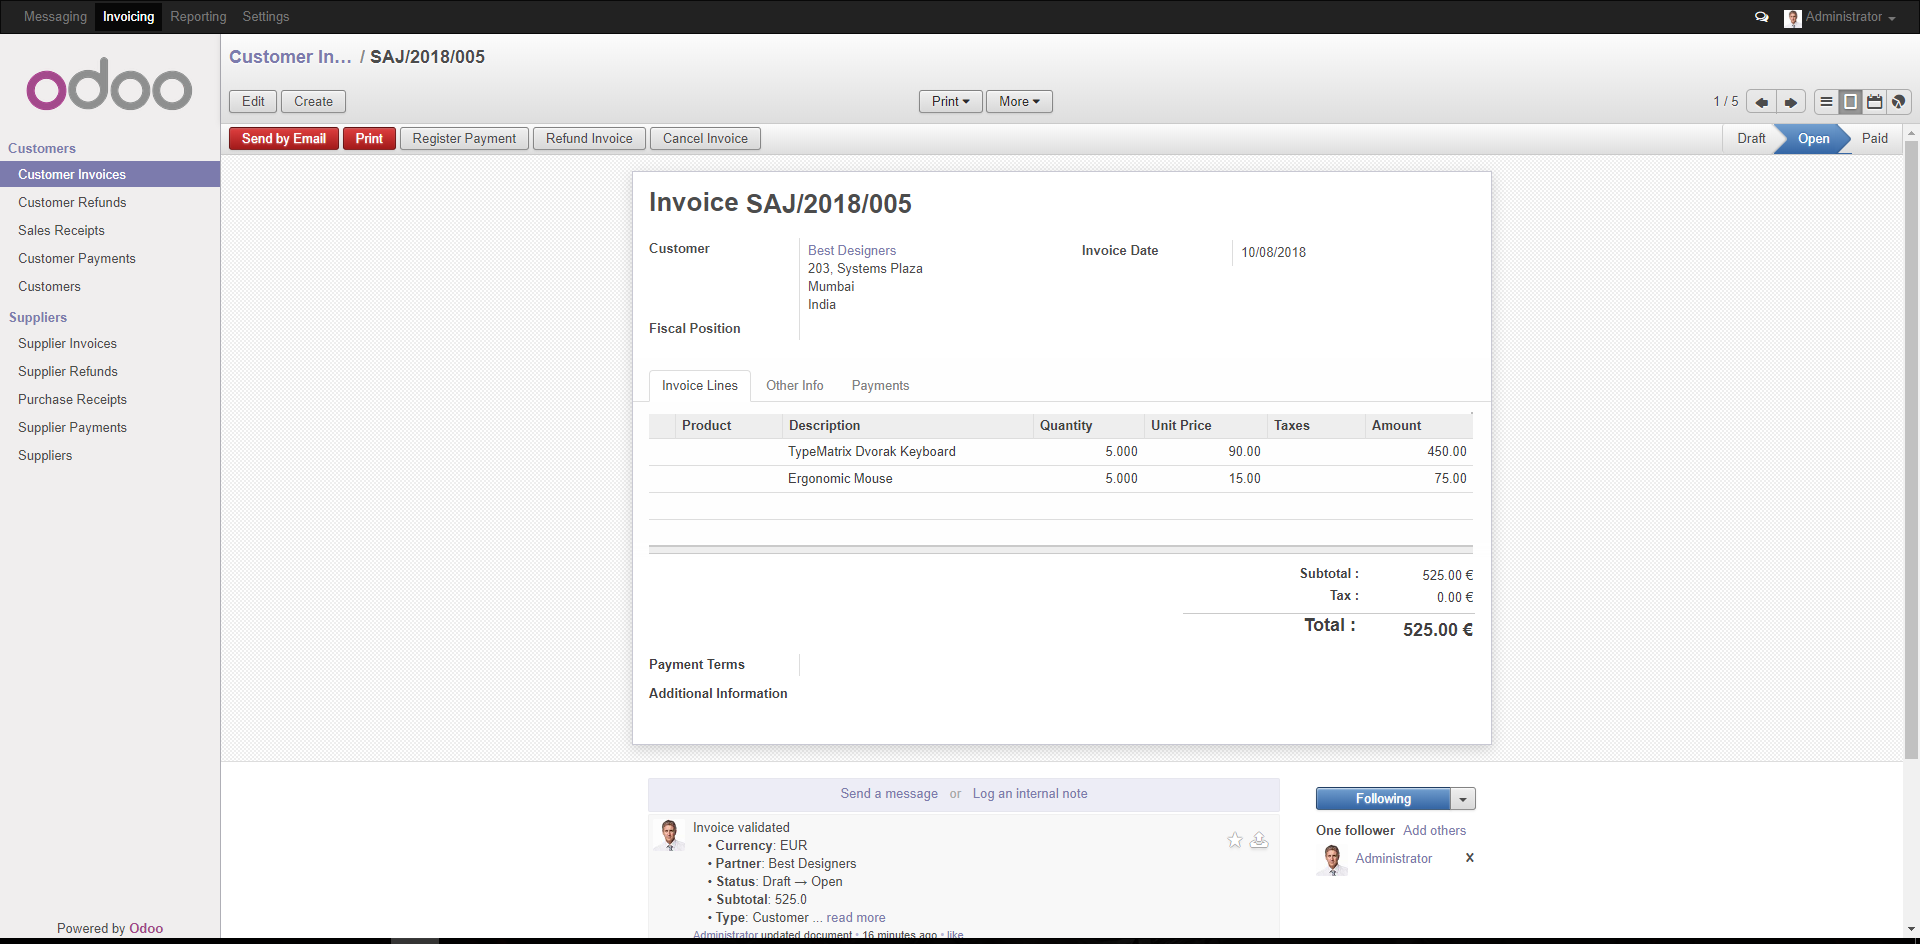 Messaging Invoicing Reporting Settings Administrator
odoo
Customers
Customer Invoices
Customer Refunds
Sales Receipts
Customer Payments
Customers
Suppliers
Supplier Invoices
Supplier Refunds
Purchase Receipts
Supplier Payments
Suppliers
Powered by Odoo
Customer In... / SAJ/2018/005
Edit Create Print More 1 / 5
Send by Email Print Register Payment Refund Invoice Cancel Invoice Draft Open Paid
Invoice SAJ/2018/005
Customer Best Designers
203, Systems Plaza
Mumbai
India
Invoice Date 10/08/2018
Fiscal Position
Invoice Lines Other Info Payments
Product Description Quantity Unit Price Taxes Amount
TypeMatrix Dvorak Keyboard 5.000 90.00 450.00
Ergonomic Mouse 5.000 15.00 75.00
Subtotal : 525.00 €
Tax : 0.00 €
Total : 525.00 €
Payment Terms
Additional Information
Send a message or Log an internal note
Invoice validated
• Currency: EUR
• Partner: Best Designers
• Status: Draft → Open
• Subtotal: 525.0
• Type: Customer ... read more
Administrator updated document • 16 minutes ago • like
Following
One follower Add others
Administrator X